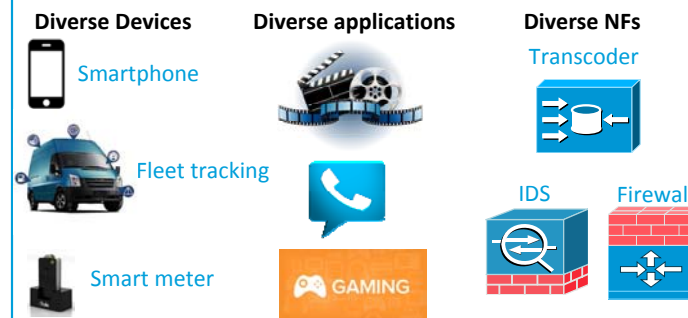 Diverse Devices
Diverse applications
Diverse NFs
Smartphone
Transcoder
Fleet tracking
IDS
Firewal
Smart meter
GAMING